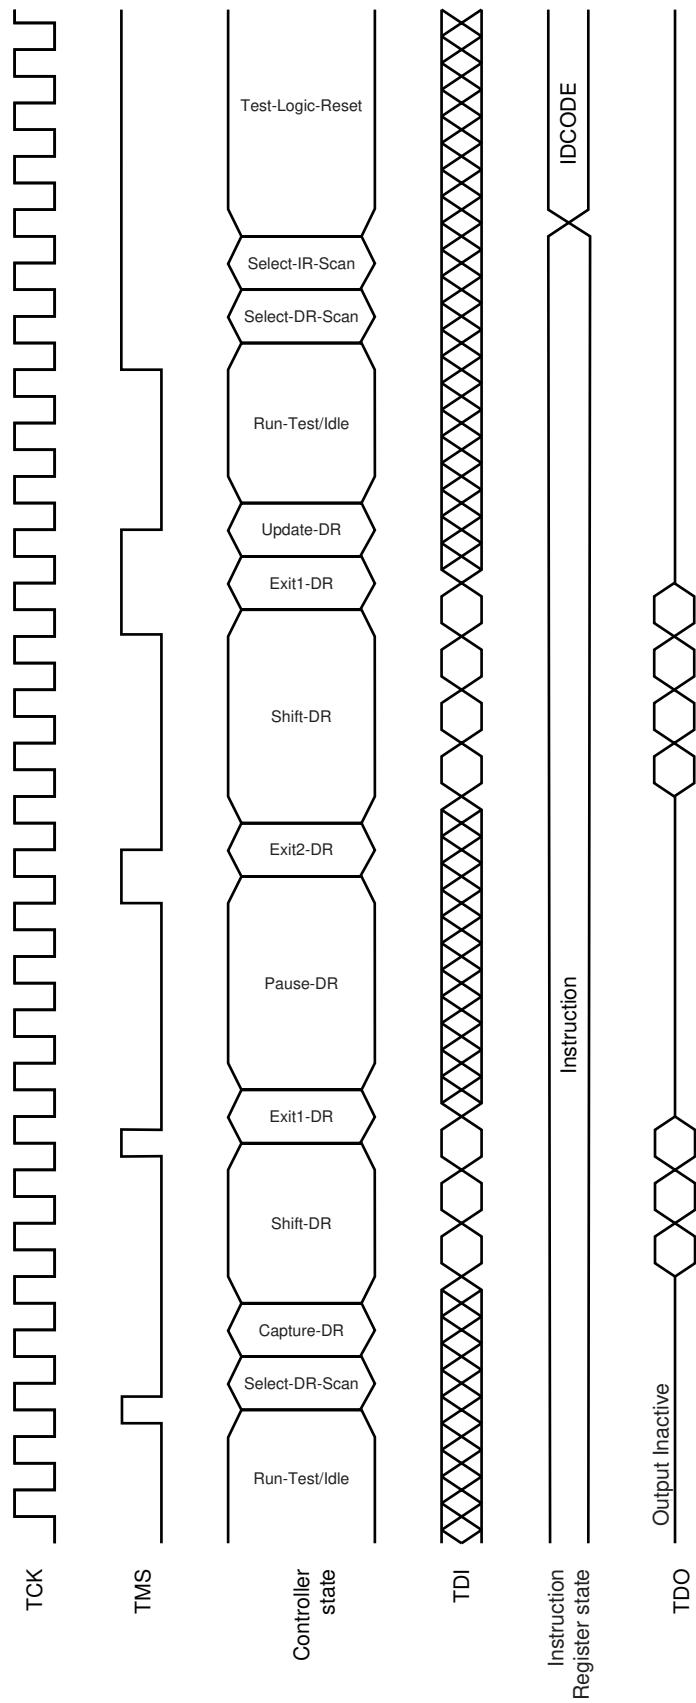 TCK
TMS
Controller
state
Run-Test/Idle
Select-DR-Scan
Capture-DR
Shift-DR
Exit1-DR
Pause-DR
Exit2-DR
Shift-DR
Exit1-DR
Update-DR
Run-Test/Idle
Select-DR-Scan
Select-IR-Scan
Test-Logic-Reset
TDI
Instruction
Register state
Instruction
IDCODE
TDO
Output Inactive